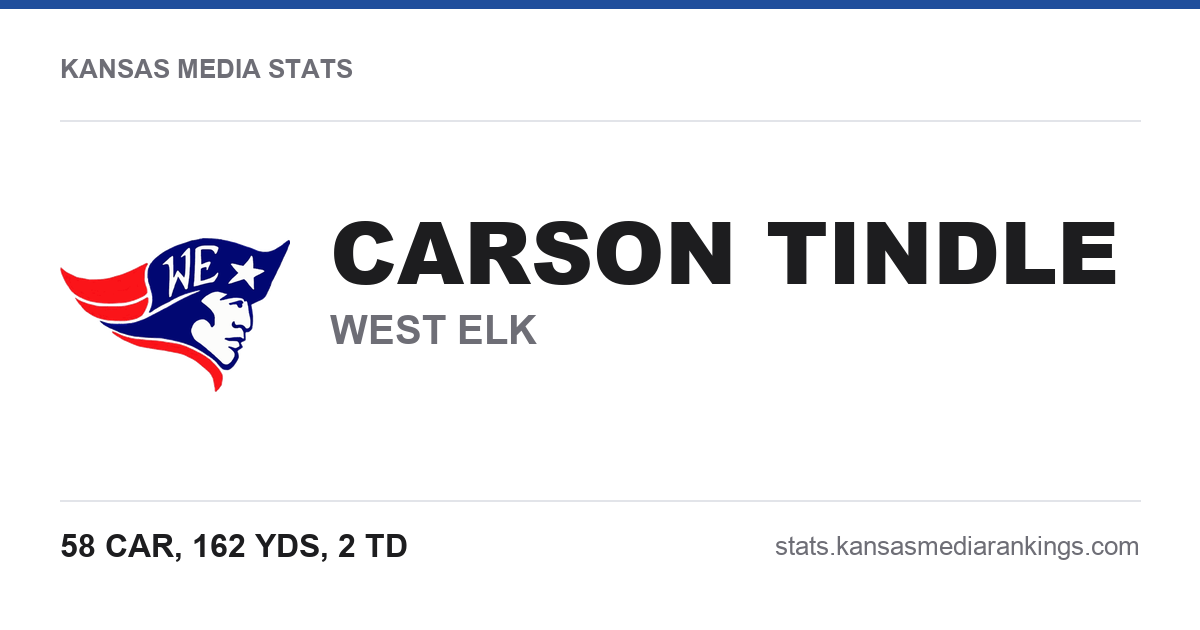 KANSAS MEDIA STATS
WE
CARSON TINDLE
WEST ELK
58 CAR, 162 YDS, 2 TD
stats.kansasmediarankings.com